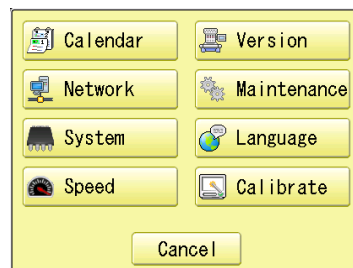 Calendar
Version
Network
Maintenance
System
Language
Speed
Calibrate
Cancel